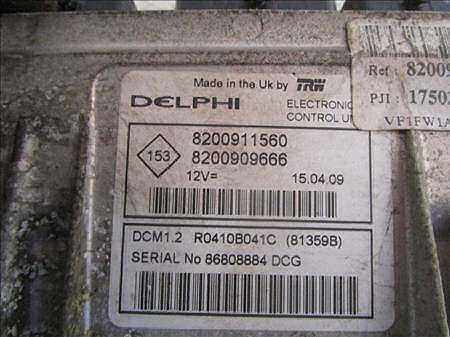 Made in the Uk by TRW
DELPHI
ELECTRONIC
CONTROL
153
8200911560
8200909666
12V=
15.04.09
DCM1.2 R0410B041C (81359B)
SERIAL No 86808884 DCG
Ref : 82009
PJI : 1750
VF1FW1A